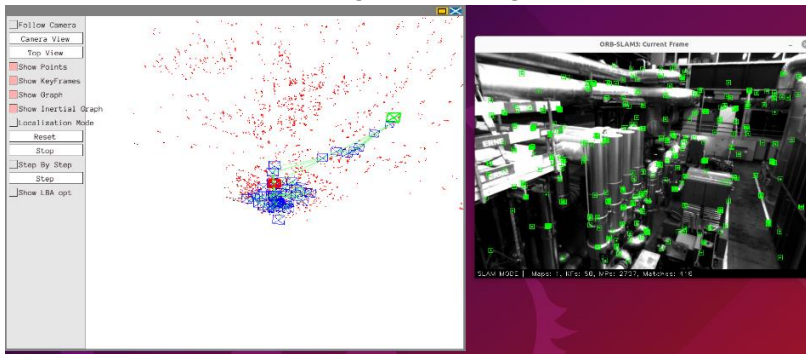 Follow Camera
Camera View
Top View
Show Points
Show KeyFrames
Show Graph
Show Inertial Graph
Localization Mode
Reset
Stop
Step By Step
Step
Show LBA opt
ORB-SLAM3: Current Frame
SLAM MODE | Maps: 1, KFs: 50, MPs: 2737, Matches: 410